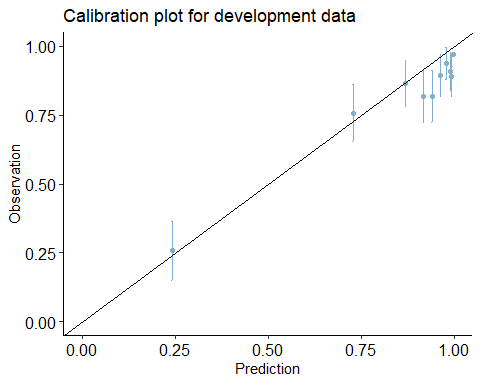 Calibration plot for development data
1.00
0.75
0.50
0.25
0.00
Observation
0.00 0.25 0.50 0.75 1.00
Prediction